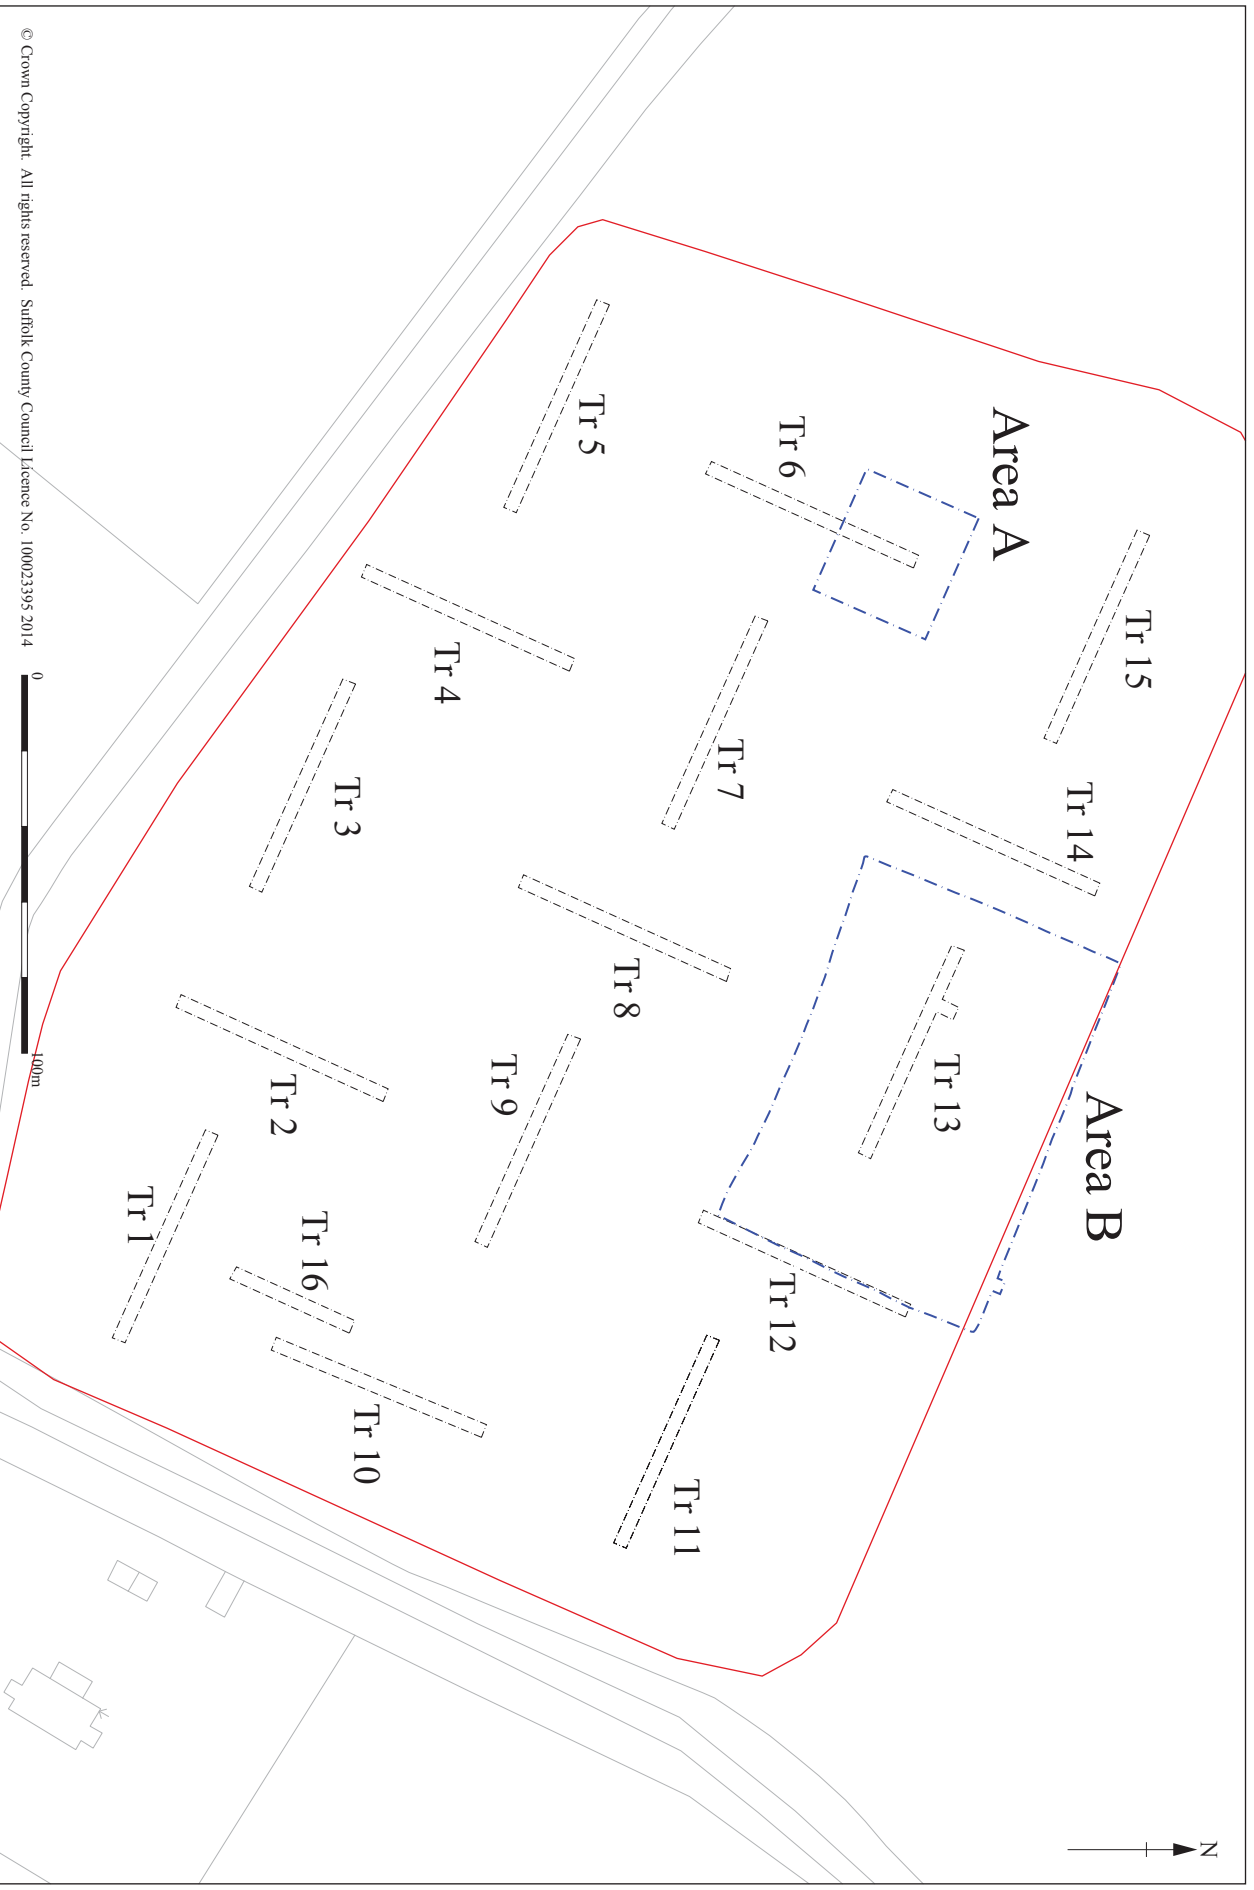 Area A
Area B
Tr 15
Tr 14
Tr 13
Tr 12
Tr 11
Tr 6
Tr 7
Tr 5
Tr 8
Tr 9
Tr 4
Tr 3
Tr 2
Tr 16
Tr 10
Tr 1
N
0
100m
© Crown Copyright. All rights reserved. Suffolk County Council Licence No. 100023395 2014